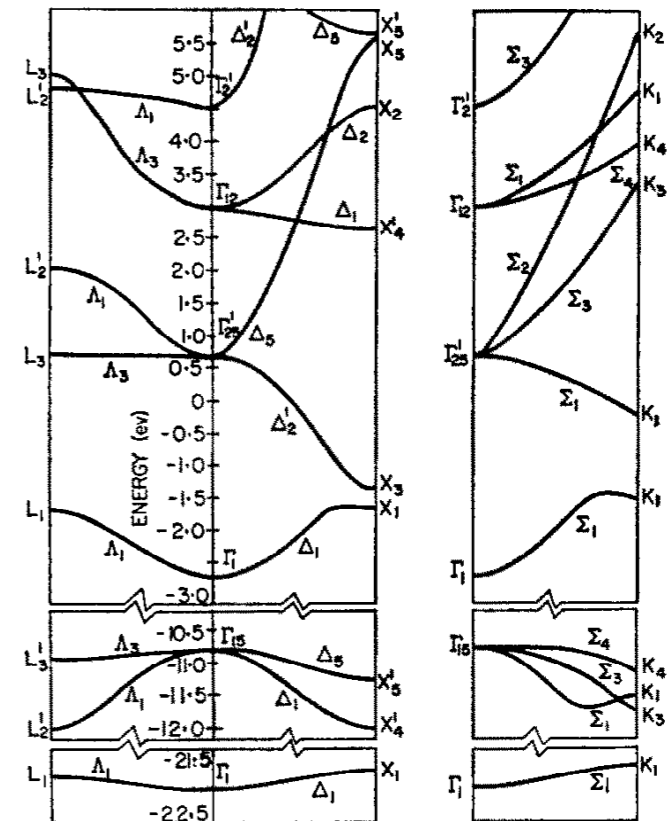 5.5
5.0
4.0
3.5
2.5
2.0
1.5
1.0
0.5
0
-0.5
-1.0
-1.5
-2.0
-3.0
-10.5
-11.0
-11.5
-12.0
-21.5
-22.5
ENERGY (ev)
L3
L2'
L2'
L3
L1
L3'
L2'
L1
Λ1
Λ3
Λ1
Λ3
Λ1
Λ3
Λ1
Λ1
Γ2'
Γ12
Γ25'
Γ1
Γ15
Γ1
Δ2'
Δ5
Δ2
Δ1
Δ5
Δ2'
Δ1
Δ5
Δ1
Δ1
X5'
X5
X2
X4'
X3
X1
X5'
X4'
X1
Γ2'
Γ12
Γ25'
Γ1
Γ15
Γ1
Σ3
Σ1
Σ4
Σ2
Σ3
Σ1
Σ1
Σ4
Σ3
Σ1
Σ1
K2
K1
K4
K3
K1
K1
K4
K1
K3
K1